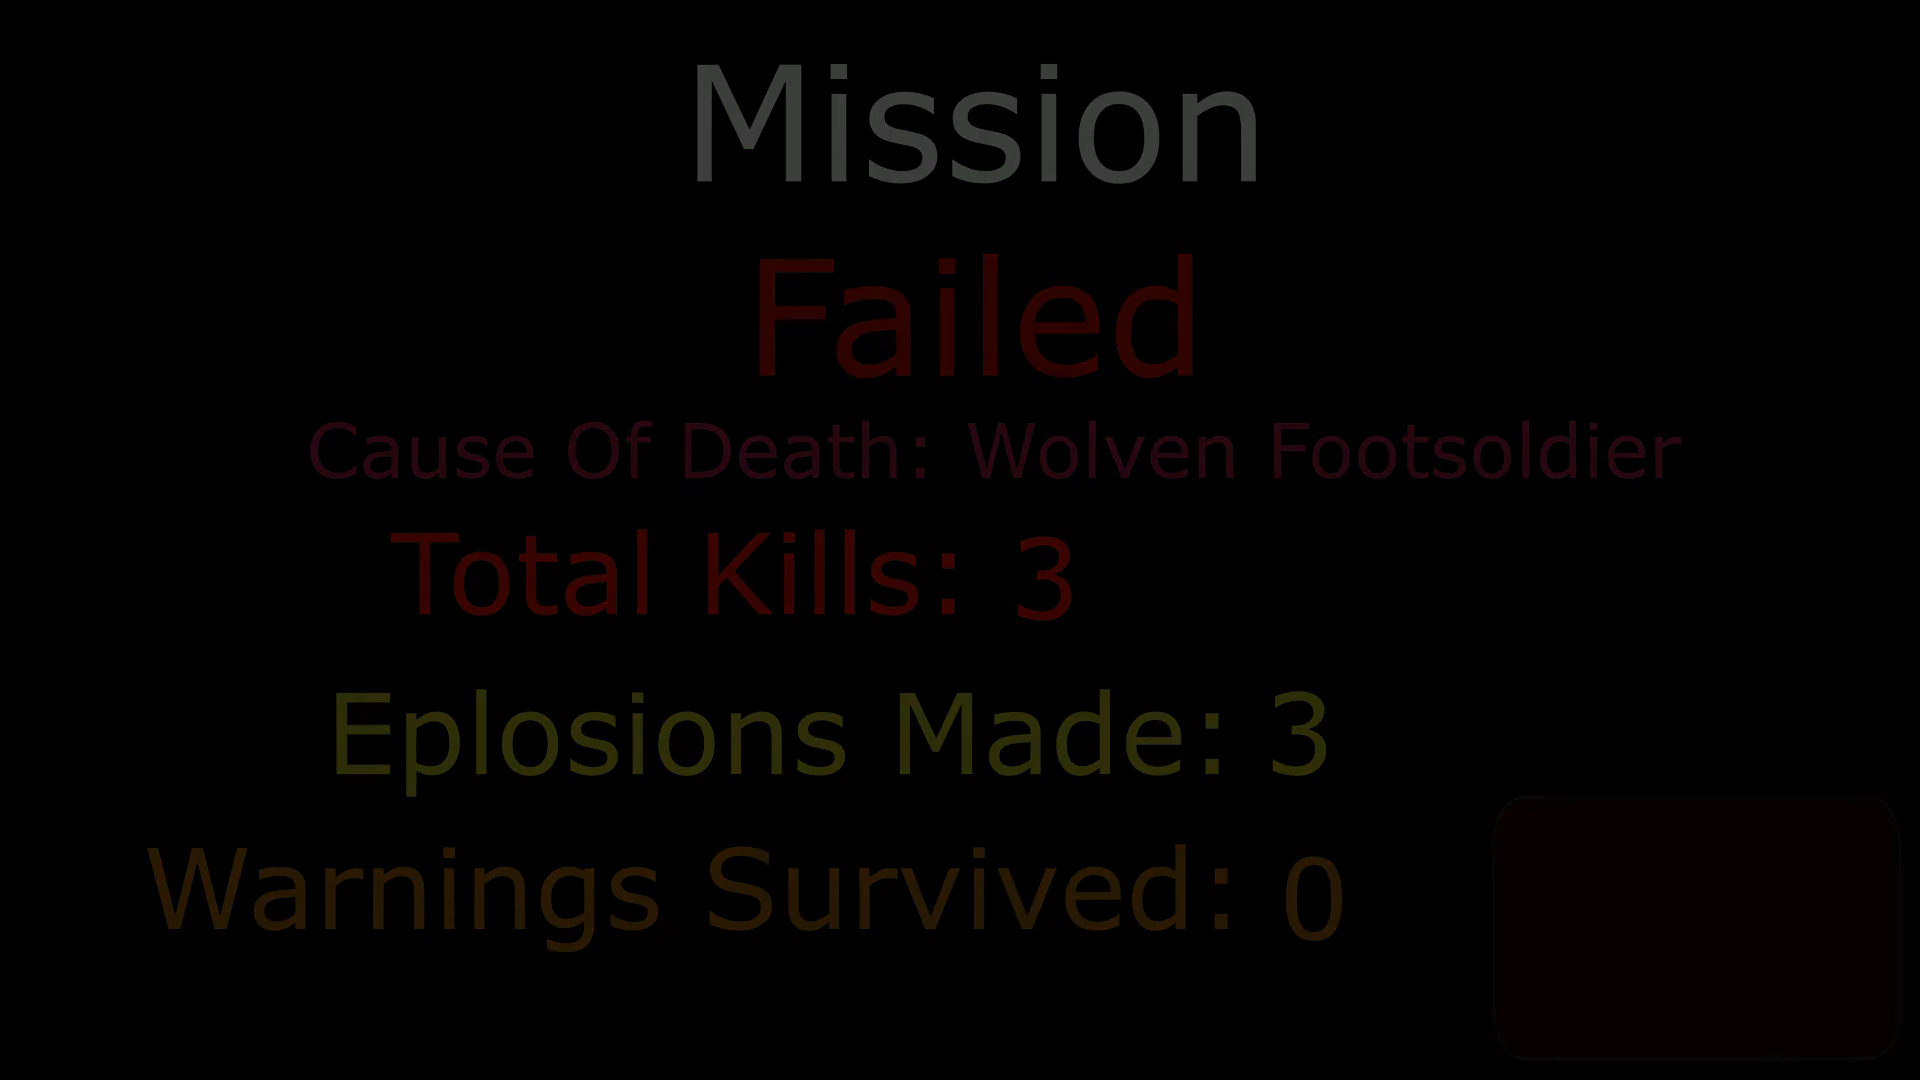 Mission
Failed
Cause Of Death: Wolven Footsoldier
Total Kills: 3
Eplosions Made: 3
Warnings Survived: 0